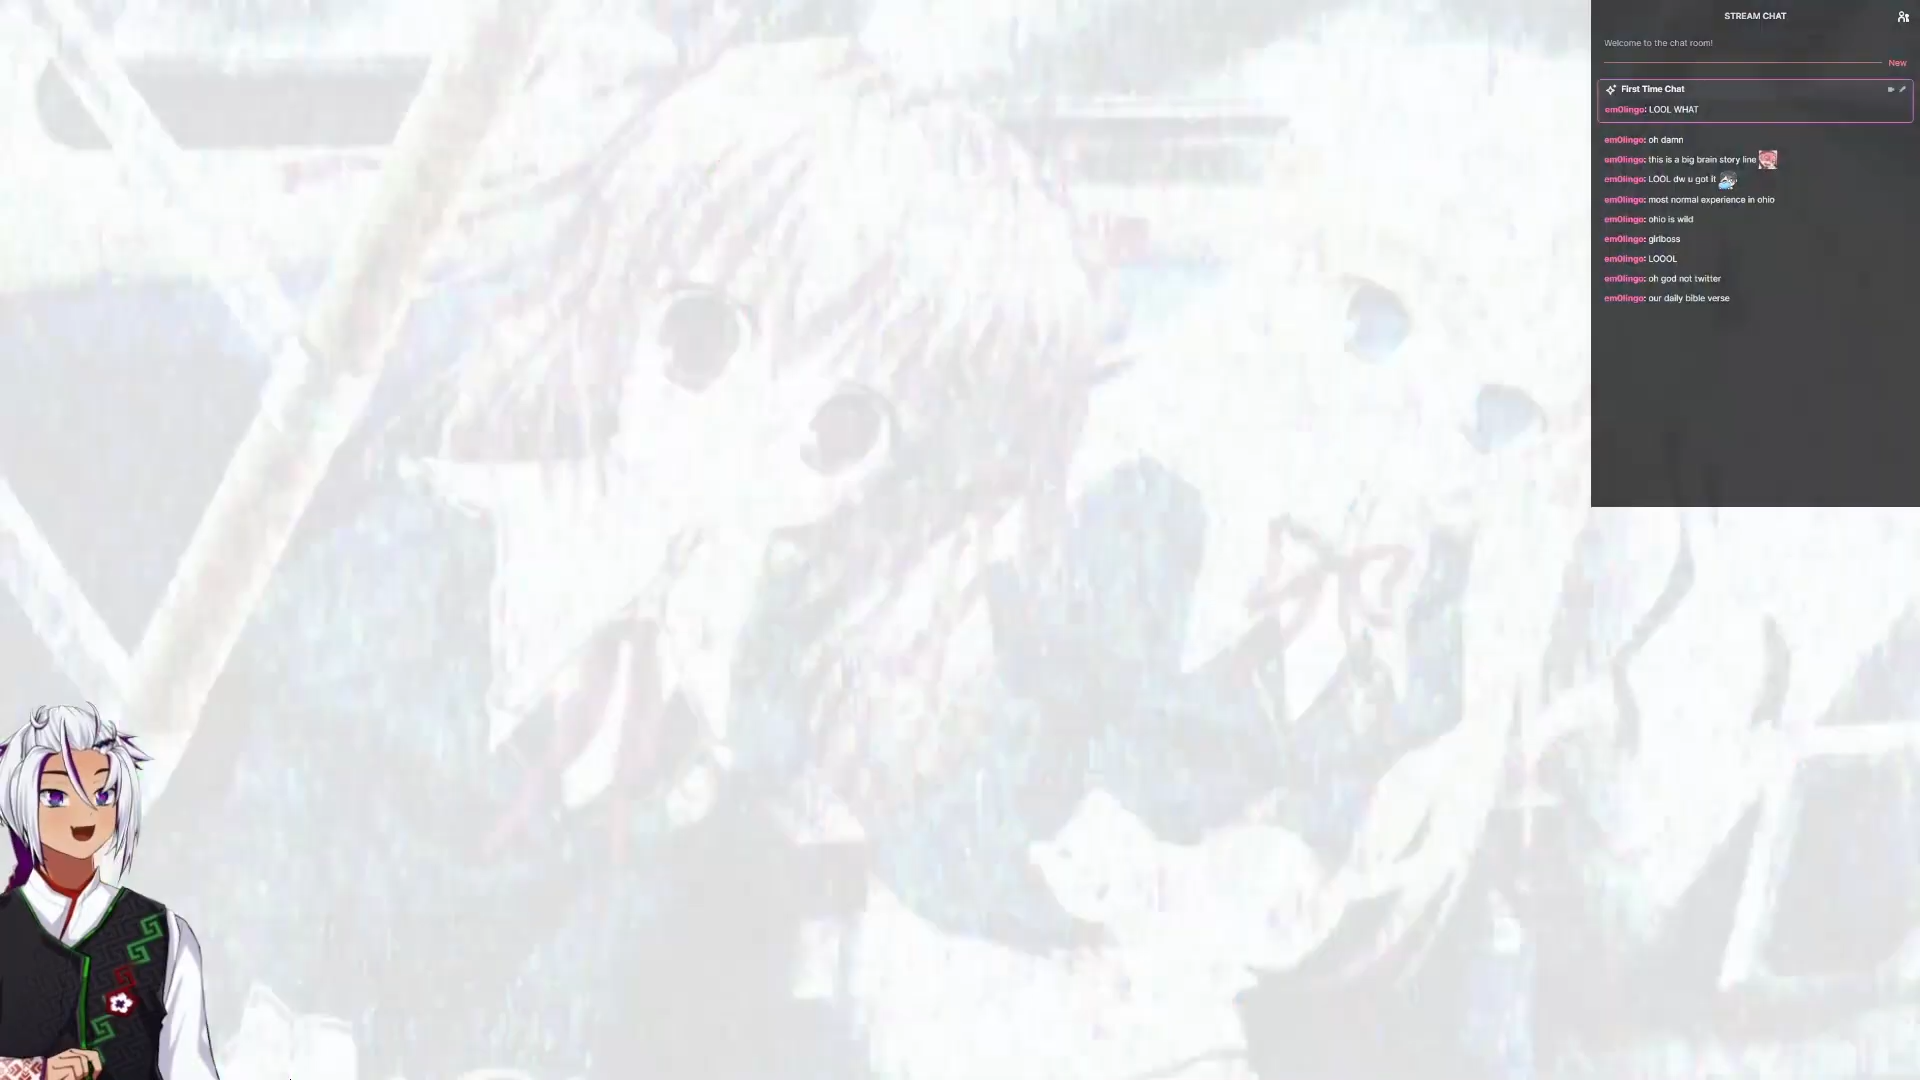 STREAM CHAT
Welcome to the chat room!
New
First Time Chat
em0lingo: LOOL WHAT
em0lingo: oh damn
em0lingo: this is a big brain story line
em0lingo: LOOL dw u got it
em0lingo: most normal experience in ohio
em0lingo: ohio is wild
em0lingo: girlboss
em0lingo: LOOOL
em0lingo: oh god not twitter
em0lingo: our daily bible verse